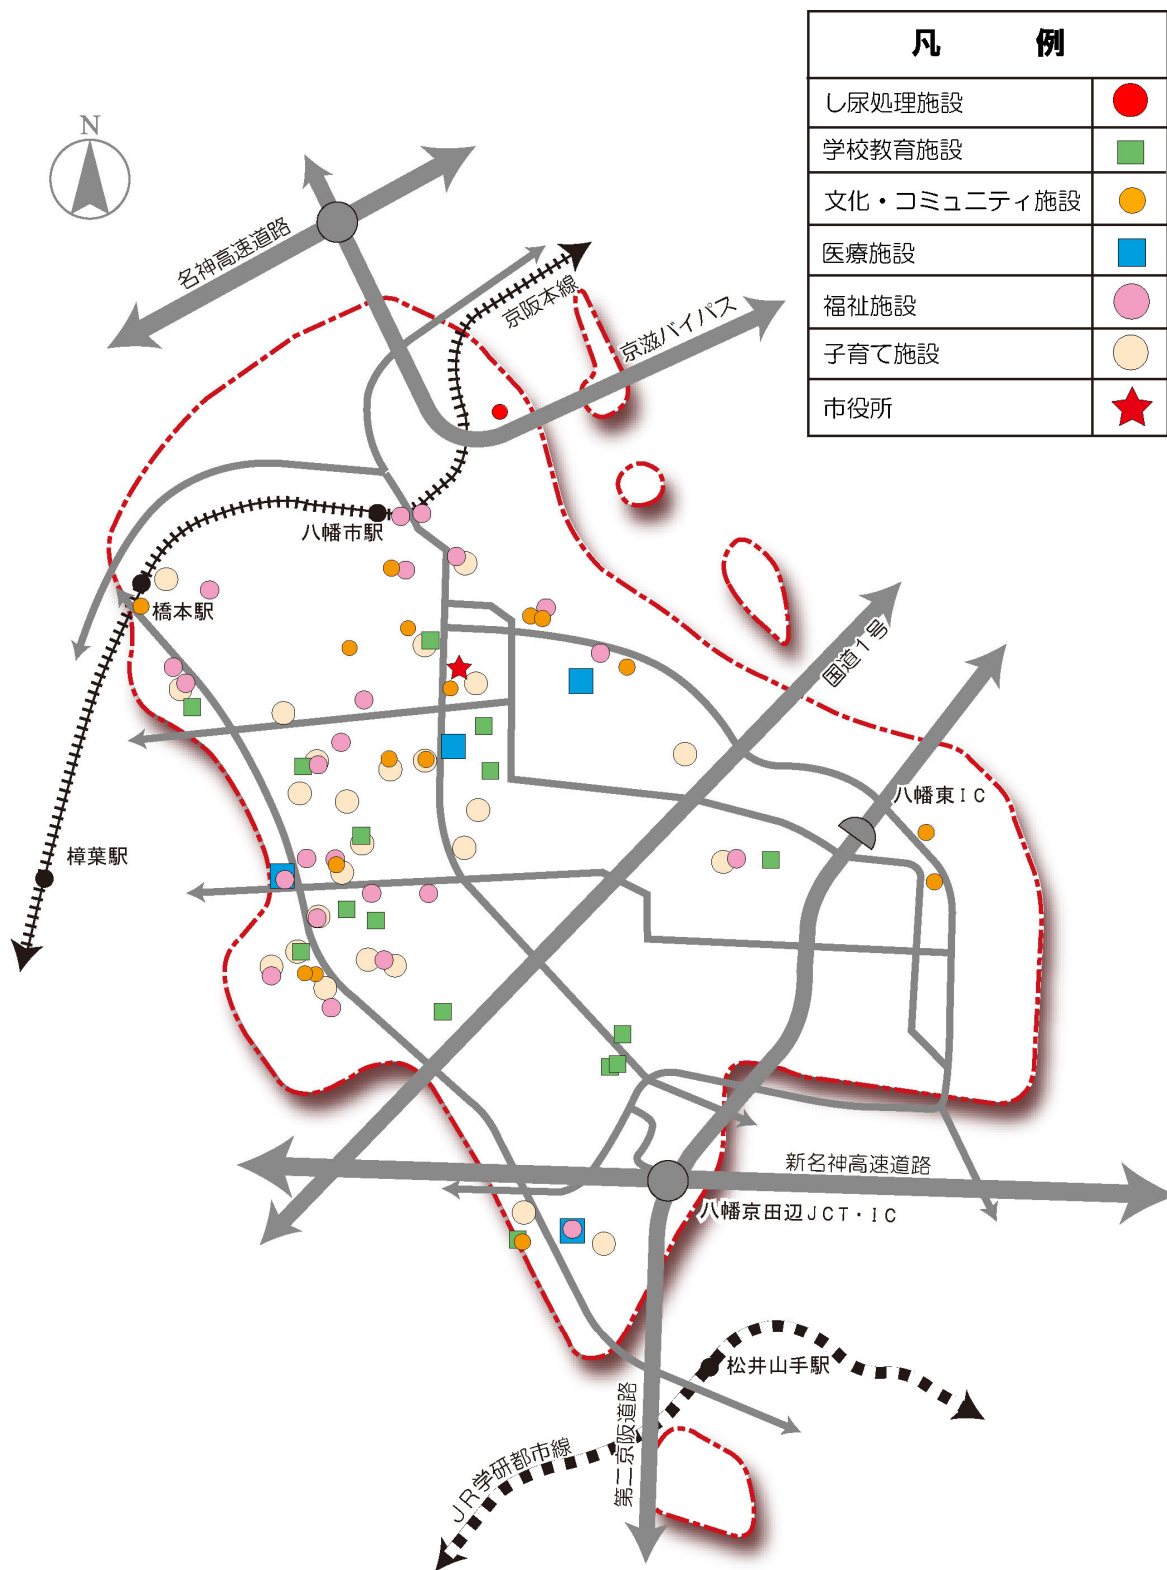 凡 例
し尿処理施設
学校教育施設
文化・コミュニティ施設
医療施設
福祉施設
子育て施設
市役所
N
名神高速道路
京阪本線
京滋バイパス
八幡市駅
橋本駅
国道1号
八幡東IC
樟葉駅
新名神高速道路
八幡京田辺JCT・IC
松井山手駅
第二京阪道路
JR学研都市線